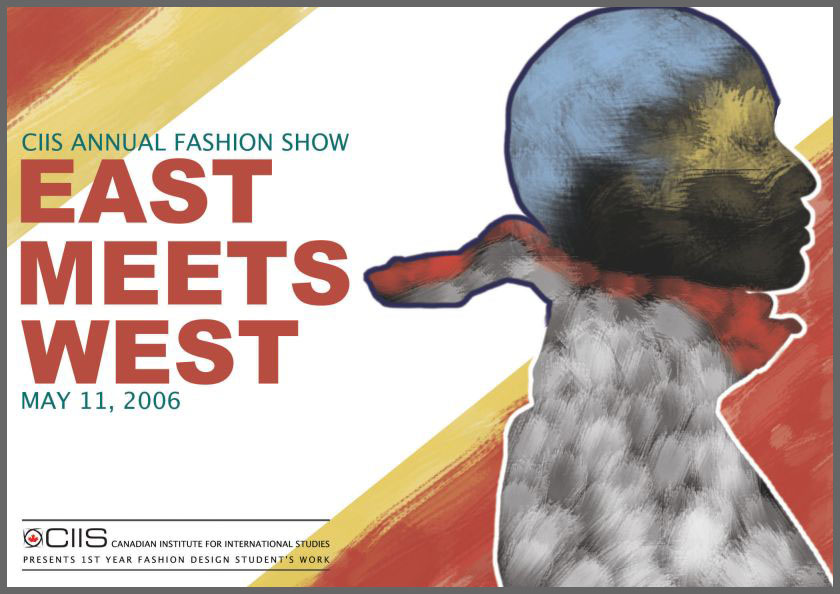 CIIS ANNUAL FASHION SHOW
EAST
MEETS
WEST
MAY 11, 2006
CIIS CANADIAN INSTITUTE FOR INTERNATIONAL STUDIES
PRESENTS 1ST YEAR FASHION DESIGN STUDENT'S WORK